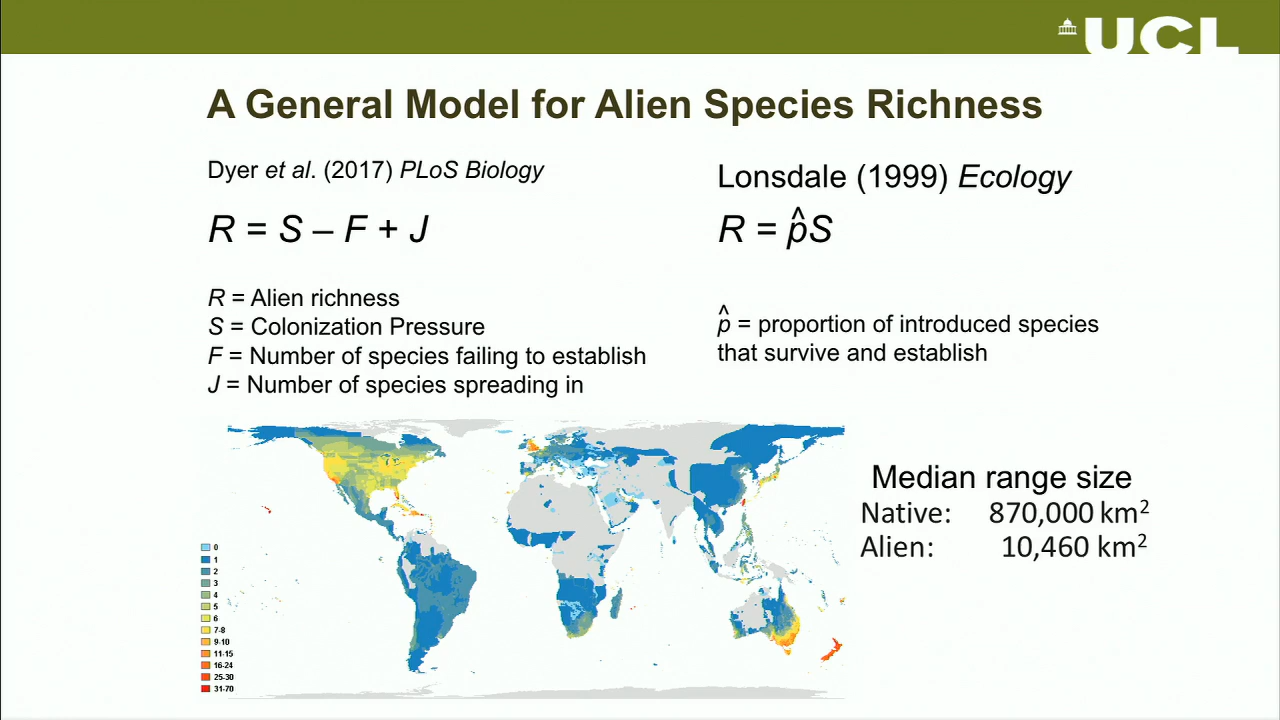 UCL
A General Model for Alien Species Richness
Dyer et al. (2017) PLoS Biology
R = S – F + J
R = Alien richness
S = Colonization Pressure
F = Number of species failing to establish
J = Number of species spreading in
Lonsdale (1999) Ecology
R = p̂S
p̂ = proportion of introduced species
that survive and establish
0
1
2
3
4
5
6
7-8
9-10
11-15
16-24
25-30
31-70
Median range size
Native: 870,000 km²
Alien: 10,460 km²